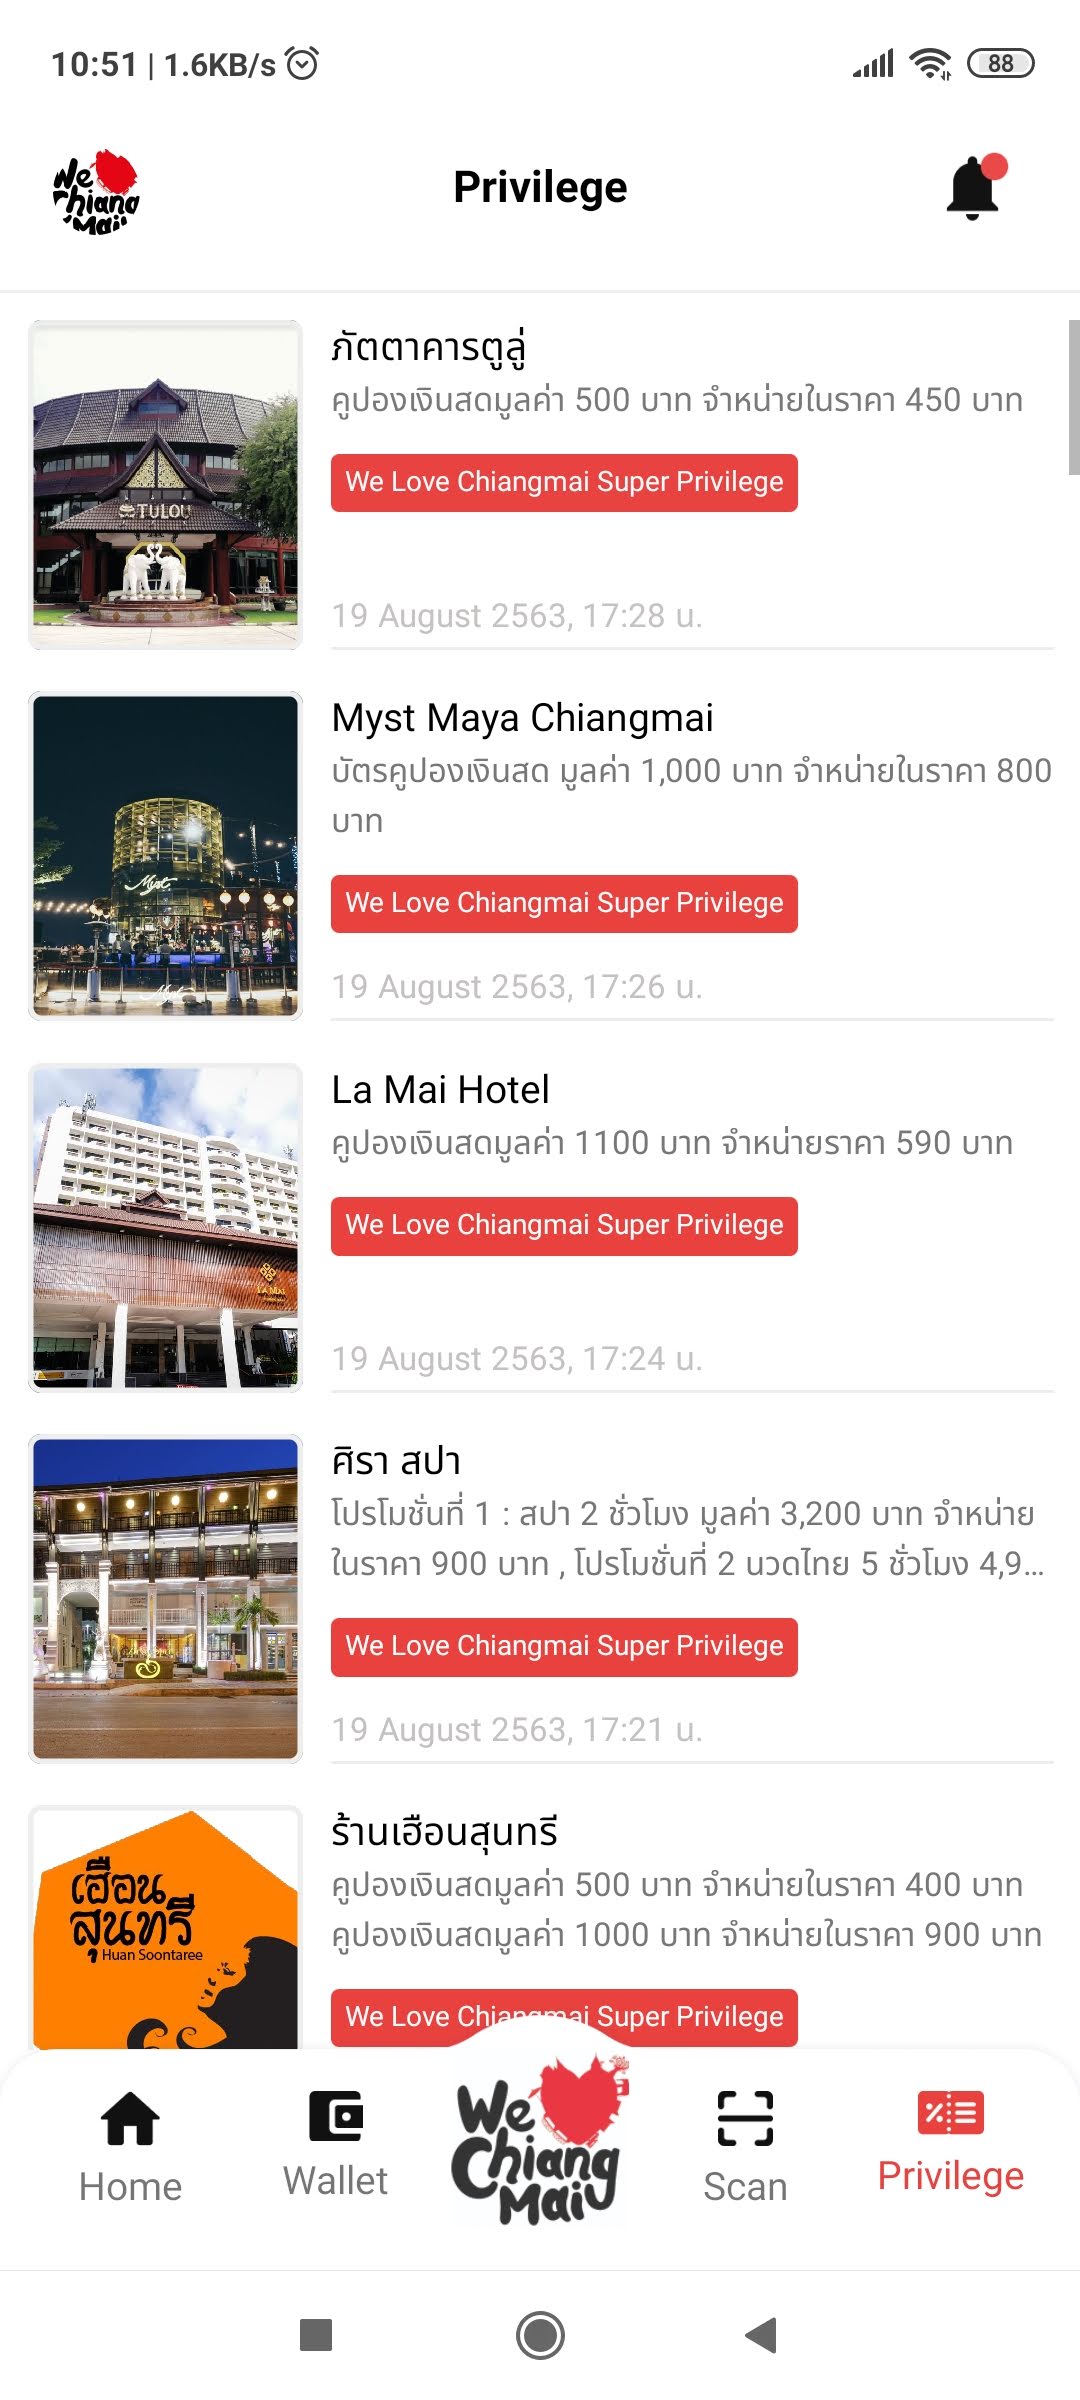 10:51 | 1.6KB/s
88
We
Chiang
Mai
Privilege
ภัตตาคารตูลู่
คูปองเงินสดมูลค่า 500 บาท จำหน่ายในราคา 450 บาท
TULOU
We Love Chiangmai Super Privilege
19 August 2563, 17:28 น.
Myst Maya Chiangmai
บัตรคูปองเงินสด มูลค่า 1,000 บาท จำหน่ายในราคา 800
บาท
Myst
We Love Chiangmai Super Privilege
Myst
19 August 2563, 17:26 น.
La Mai Hotel
คูปองเงินสดมูลค่า 1100 บาท จำหน่ายราคา 590 บาท
We Love Chiangmai Super Privilege
LA MAI
19 August 2563, 17:24 น.
ศิรา สปา
โปรโมชั่นที่ 1 : สปา 2 ชั่วโมง มูลค่า 3,200 บาท จำหน่าย
ในราคา 900 บาท , โปรโมชั่นที่ 2 นวดไทย 5 ชั่วโมง 4,9...
We Love Chiangmai Super Privilege
19 August 2563, 17:21 น.
ร้านเฮือนสุนทรี
คูปองเงินสดมูลค่า 500 บาท จำหน่ายในราคา 400 บาท
คูปองเงินสดมูลค่า 1000 บาท จำหน่ายในราคา 900 บาท
เฮือน
สุนทรี
Huan Soontaree
We Love Chiangmai Super Privilege
We
Chiang
Mai
Home
Wallet
Scan
Privilege